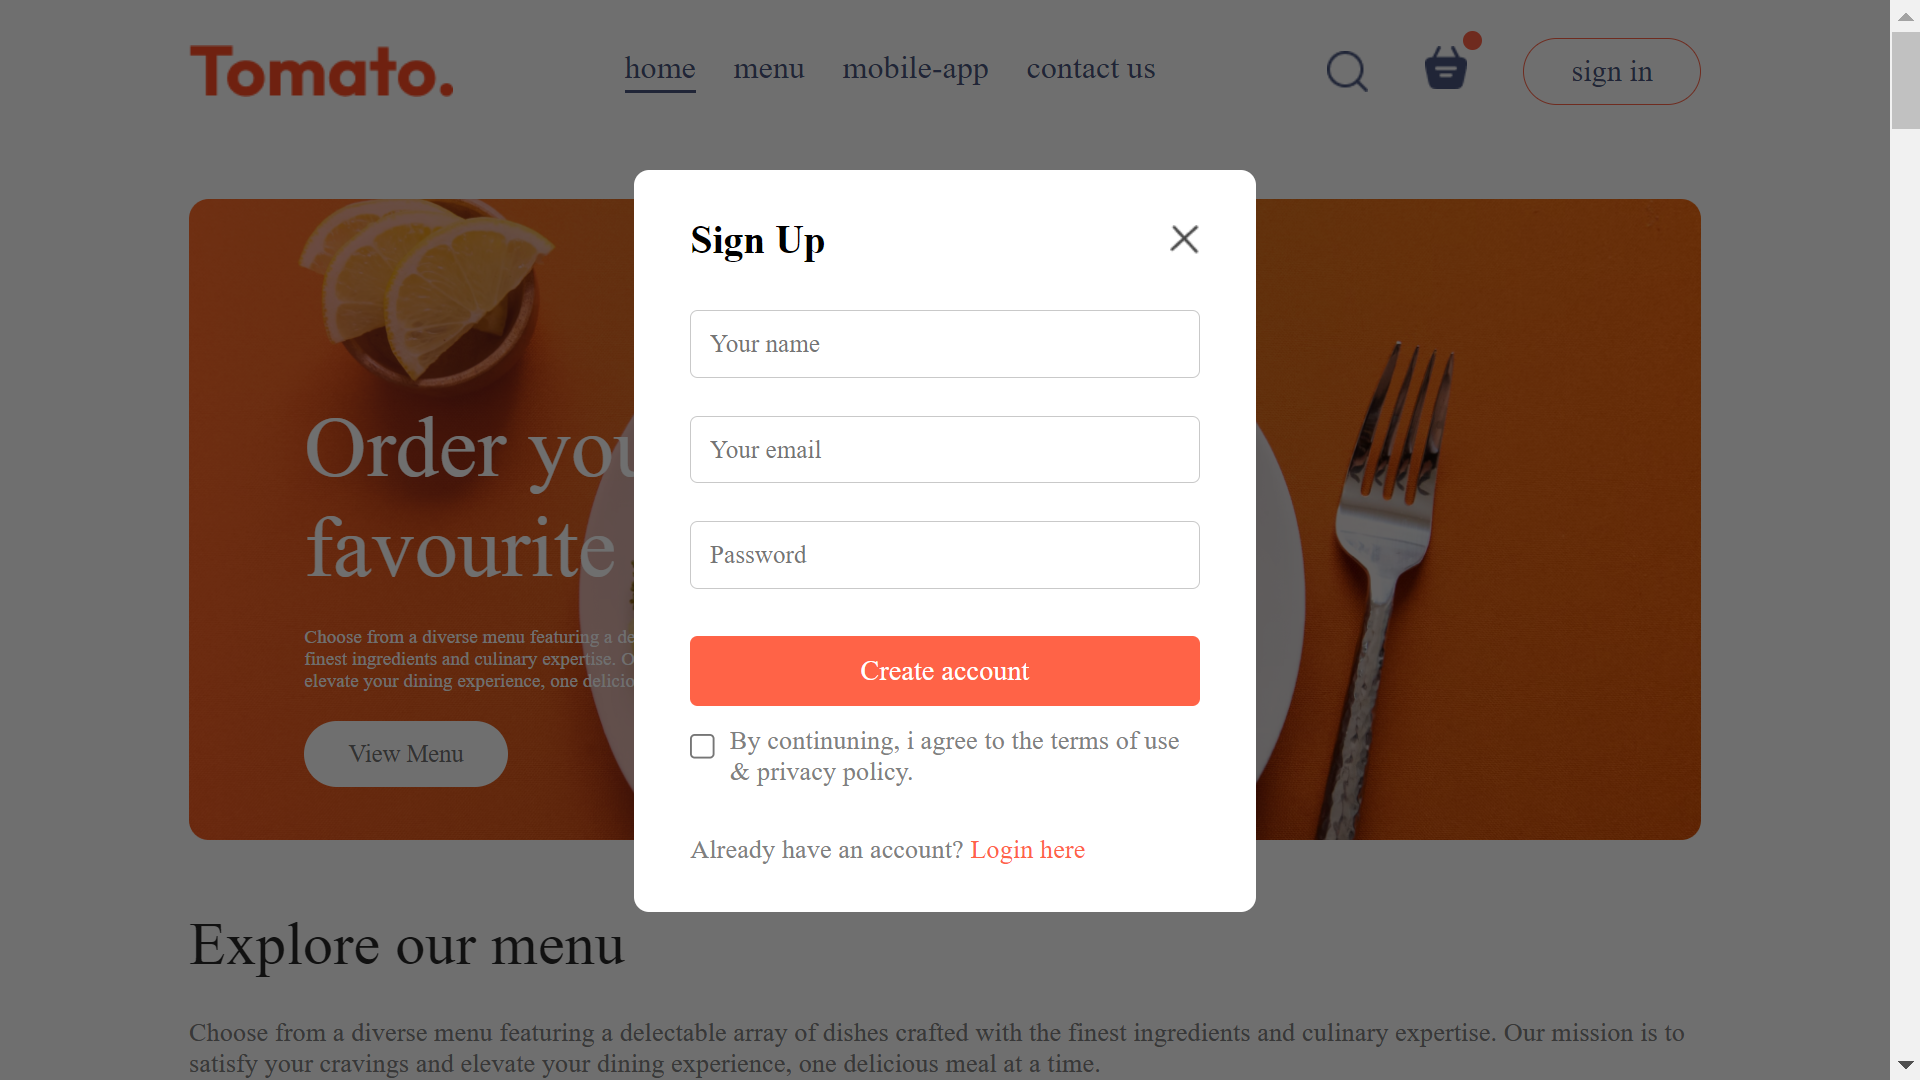 Tomato.
home menu mobile-app contact us
sign in
Sign Up
Your name
Your email
Password
Create account
By continuning, i agree to the terms of use
& privacy policy.
Already have an account? Login here
Order you
favourite
Choose from a diverse menu featuring a de
finest ingredients and culinary expertise. O
elevate your dining experience, one delicio
View Menu
Explore our menu
Choose from a diverse menu featuring a delectable array of dishes crafted with the finest ingredients and culinary expertise. Our mission is to
satisfy your cravings and elevate your dining experience, one delicious meal at a time.